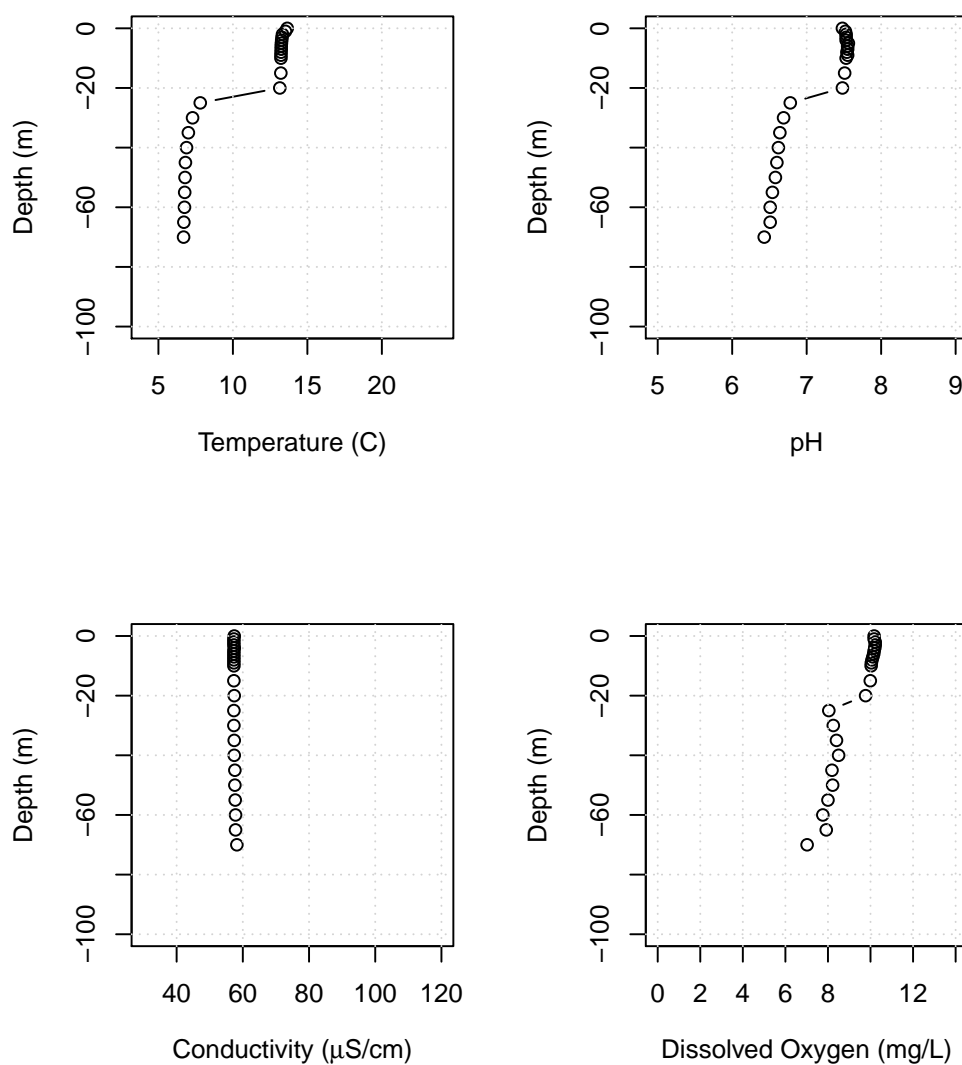 0
−20
−60
−100
Depth (m)
5 10 15 20
Temperature (C)
0
−20
−60
−100
Depth (m)
5 6 7 8 9
pH
0
−20
−60
−100
Depth (m)
40 60 80 100 120
Conductivity (μS/cm)
0
−20
−60
−100
Depth (m)
0 2 4 6 8 12
Dissolved Oxygen (mg/L)